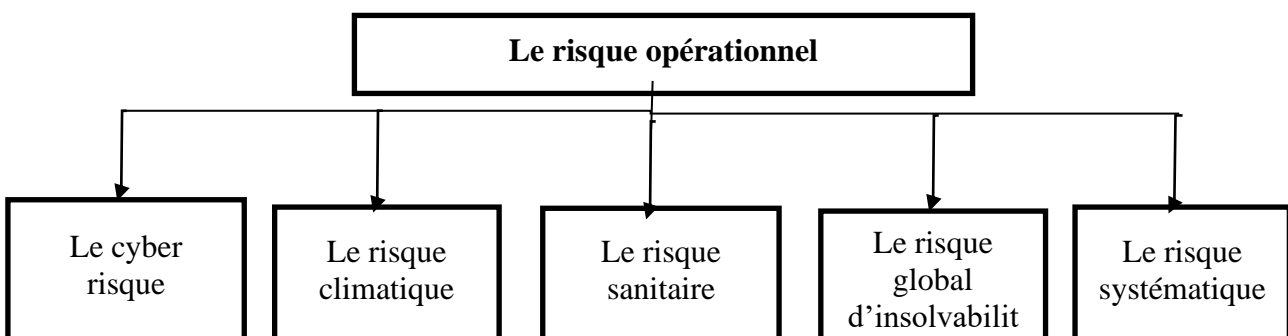 Le risque opérationnel
Le cyber
risque
Le risque
climatique
Le risque
sanitaire
Le risque
global
d'insolvabilit
Le risque
systématique